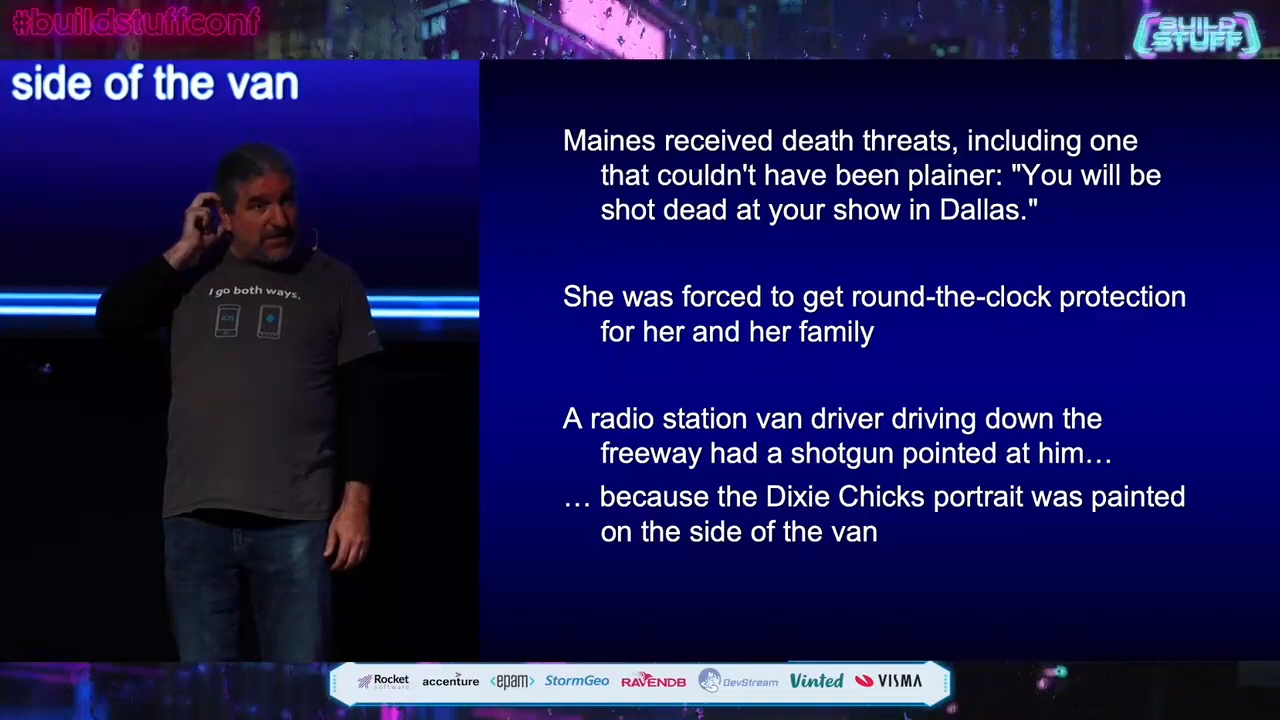 #buildstuffconf
BUILD
STUFF
side of the van
Maines received death threats, including one
that couldn't have been plainer: "You will be
shot dead at your show in Dallas."
She was forced to get round-the-clock protection
for her and her family
A radio station van driver driving down the
freeway had a shotgun pointed at him…
… because the Dixie Chicks portrait was painted
on the side of the van
I go both ways.
iOS
Rocket
software
accenture
<epam>
StormGeo
RAVENDB
DevStream
Vinted
VISMA